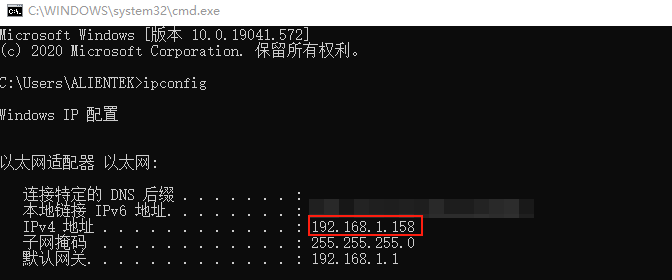 C:\WINDOWS\system32\cmd.exe
Microsoft Windows [版本 10.0.19041.572]
(c) 2020 Microsoft Corporation. 保留所有权利。
C:\Users\ALIENTEK>ipconfig
Windows IP 配置
以太网适配器 以太网:
连接特定的 DNS 后缀 . . . . . . . :
本地链接 IPv6 地址. . . . . . . . :
IPv4 地址 . . . . . . . . . . . . : 192.168.1.158
子网掩码 . . . . . . . . . . . . : 255.255.255.0
默认网关. . . . . . . . . . . . . : 192.168.1.1